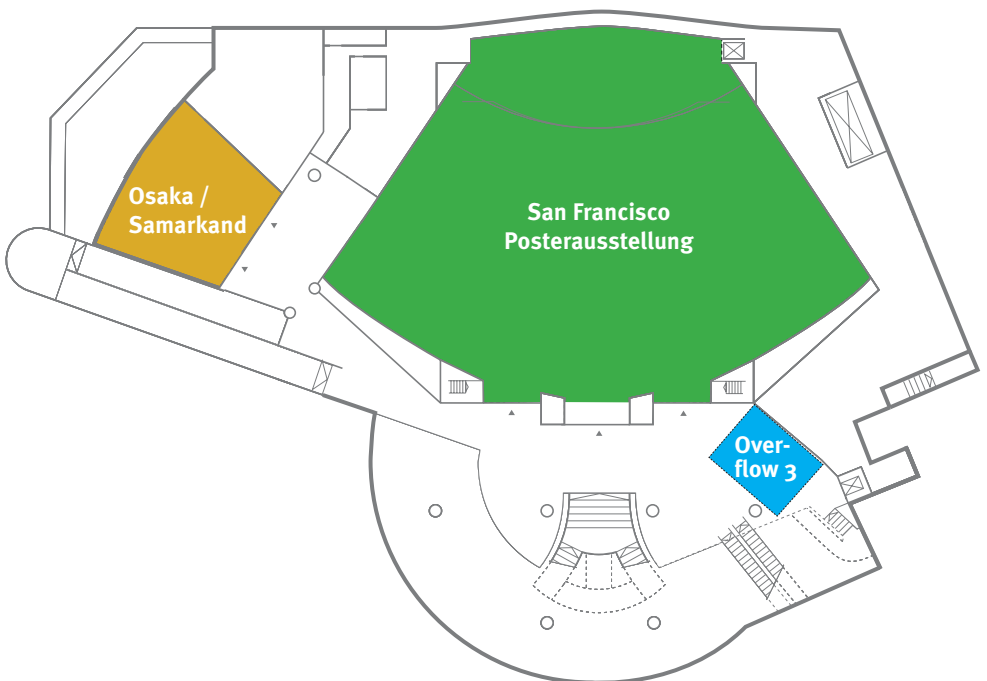 Osaka /
Samarkand
San Francisco
Posterausstellung
Over-
flow 3